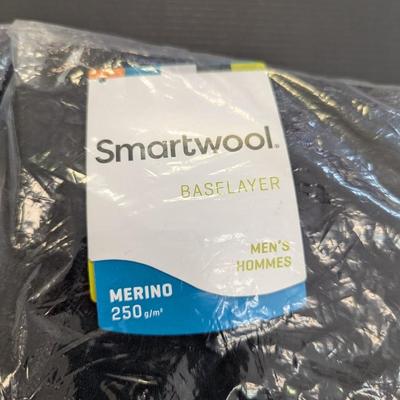 Smartwool®
BASELAYER
MEN'S
HOMMES
MERINO
250 g/m²